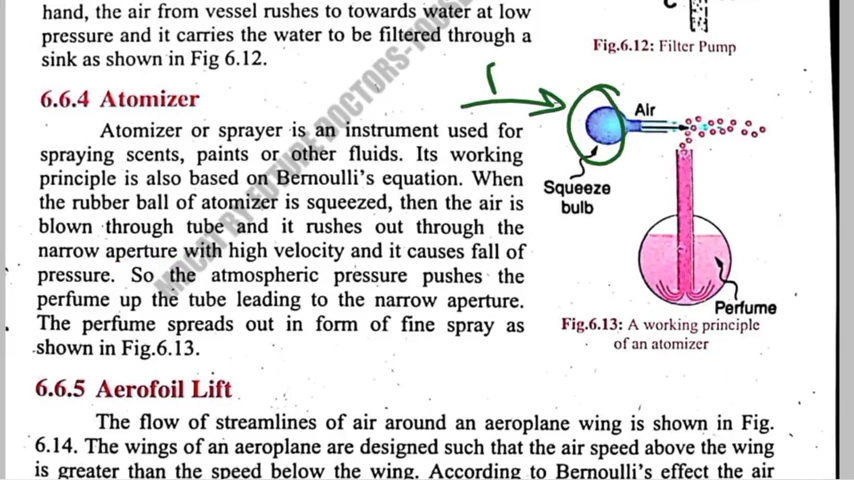 hand, the air from vessel rushes to towards water at low
pressure and it carries the water to be filtered through a
sink as shown in Fig 6.12.
C
Fig.6.12: Filter Pump
6.6.4 Atomizer
Atomizer or sprayer is an instrument used for
spraying scents, paints or other fluids. Its working
principle is also based on Bernoulli's equation. When
the rubber ball of atomizer is squeezed, then the air is
blown through tube and it rushes out through the
narrow aperture with high velocity and it causes fall of
pressure. So the atmospheric pressure pushes the
perfume up the tube leading to the narrow aperture.
The perfume spreads out in form of fine spray as
shown in Fig.6.13.
Air
Squeeze
bulb
Perfume
Fig.6.13: A working principle
of an atomizer
6.6.5 Aerofoil Lift
The flow of streamlines of air around an aeroplane wing is shown in Fig.
6.14. The wings of an aeroplane are designed such that the air speed above the wing
is greater than the speed below the wing. According to Bernoulli's effect the air
MDCAT BY FUTURE DOCTORS-